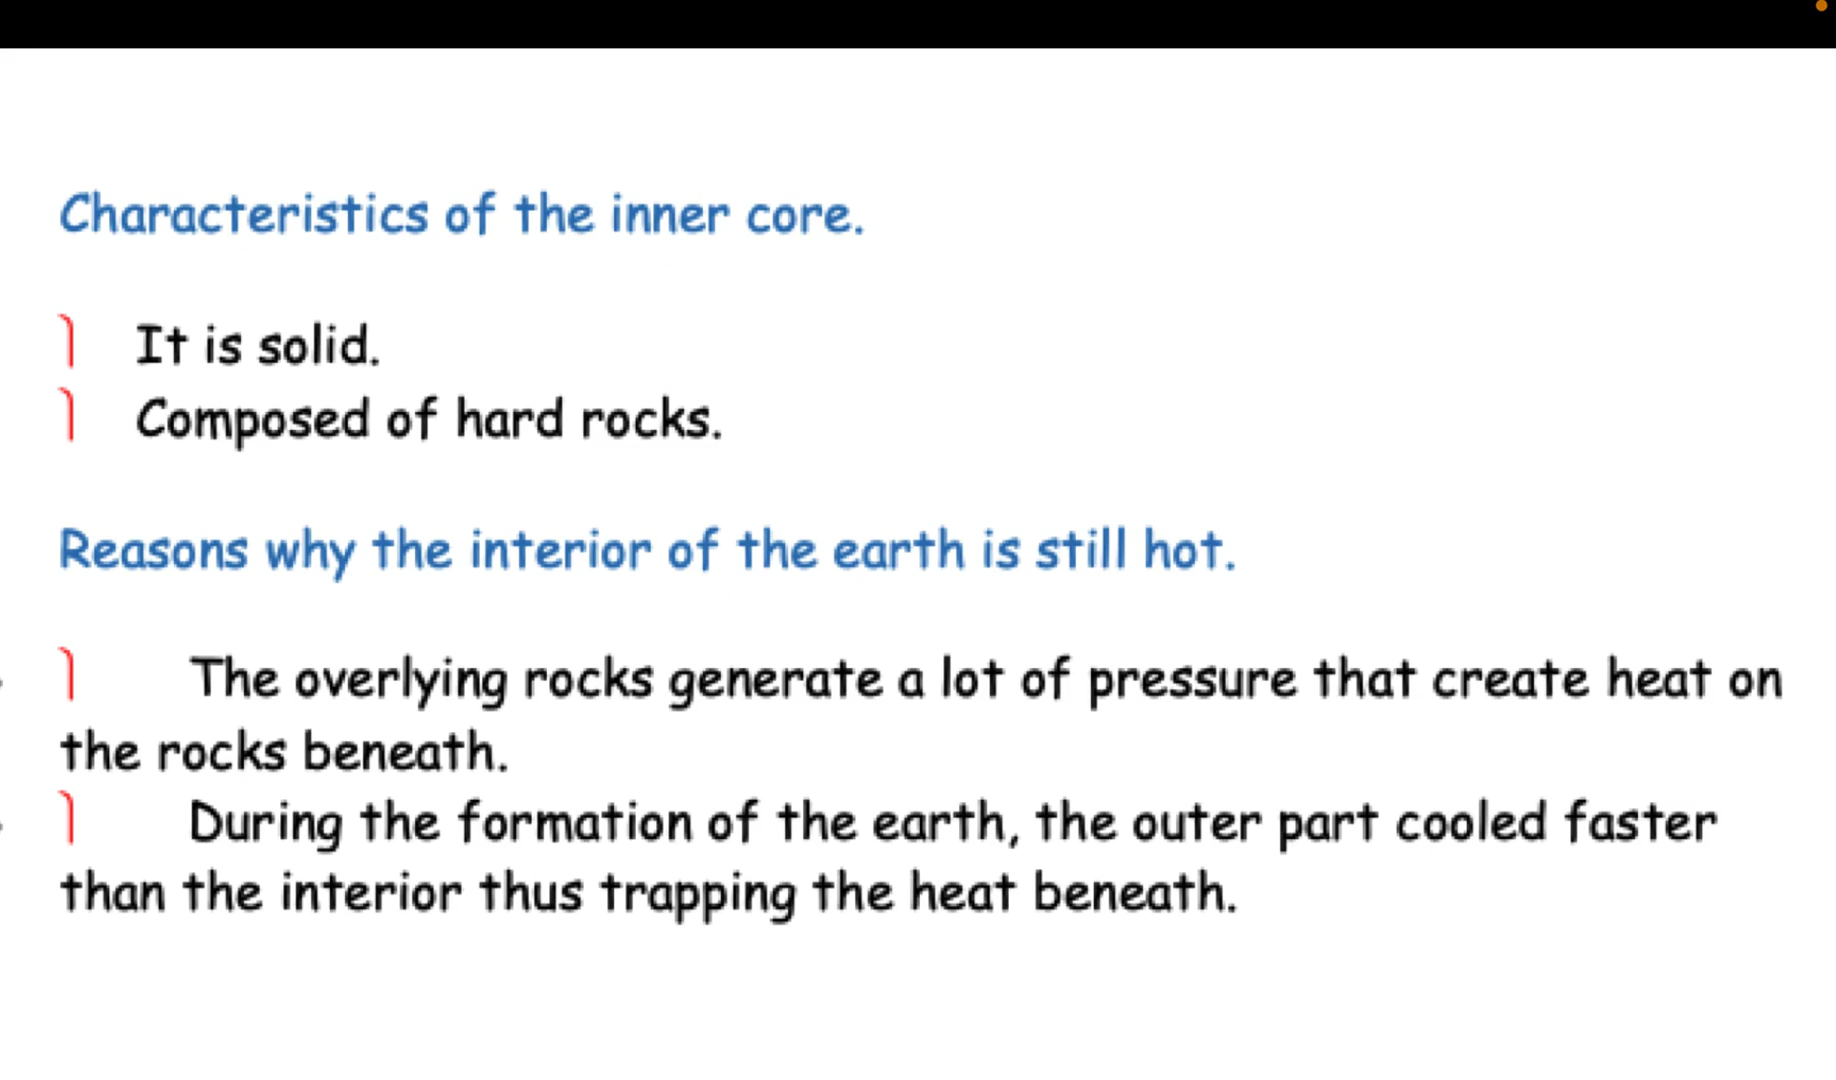 Characteristics of the inner core.
It is solid.
Composed of hard rocks.
Reasons why the interior of the earth is still hot.
The overlying rocks generate a lot of pressure that create heat on
the rocks beneath.
During the formation of the earth, the outer part cooled faster
than the interior thus trapping the heat beneath.